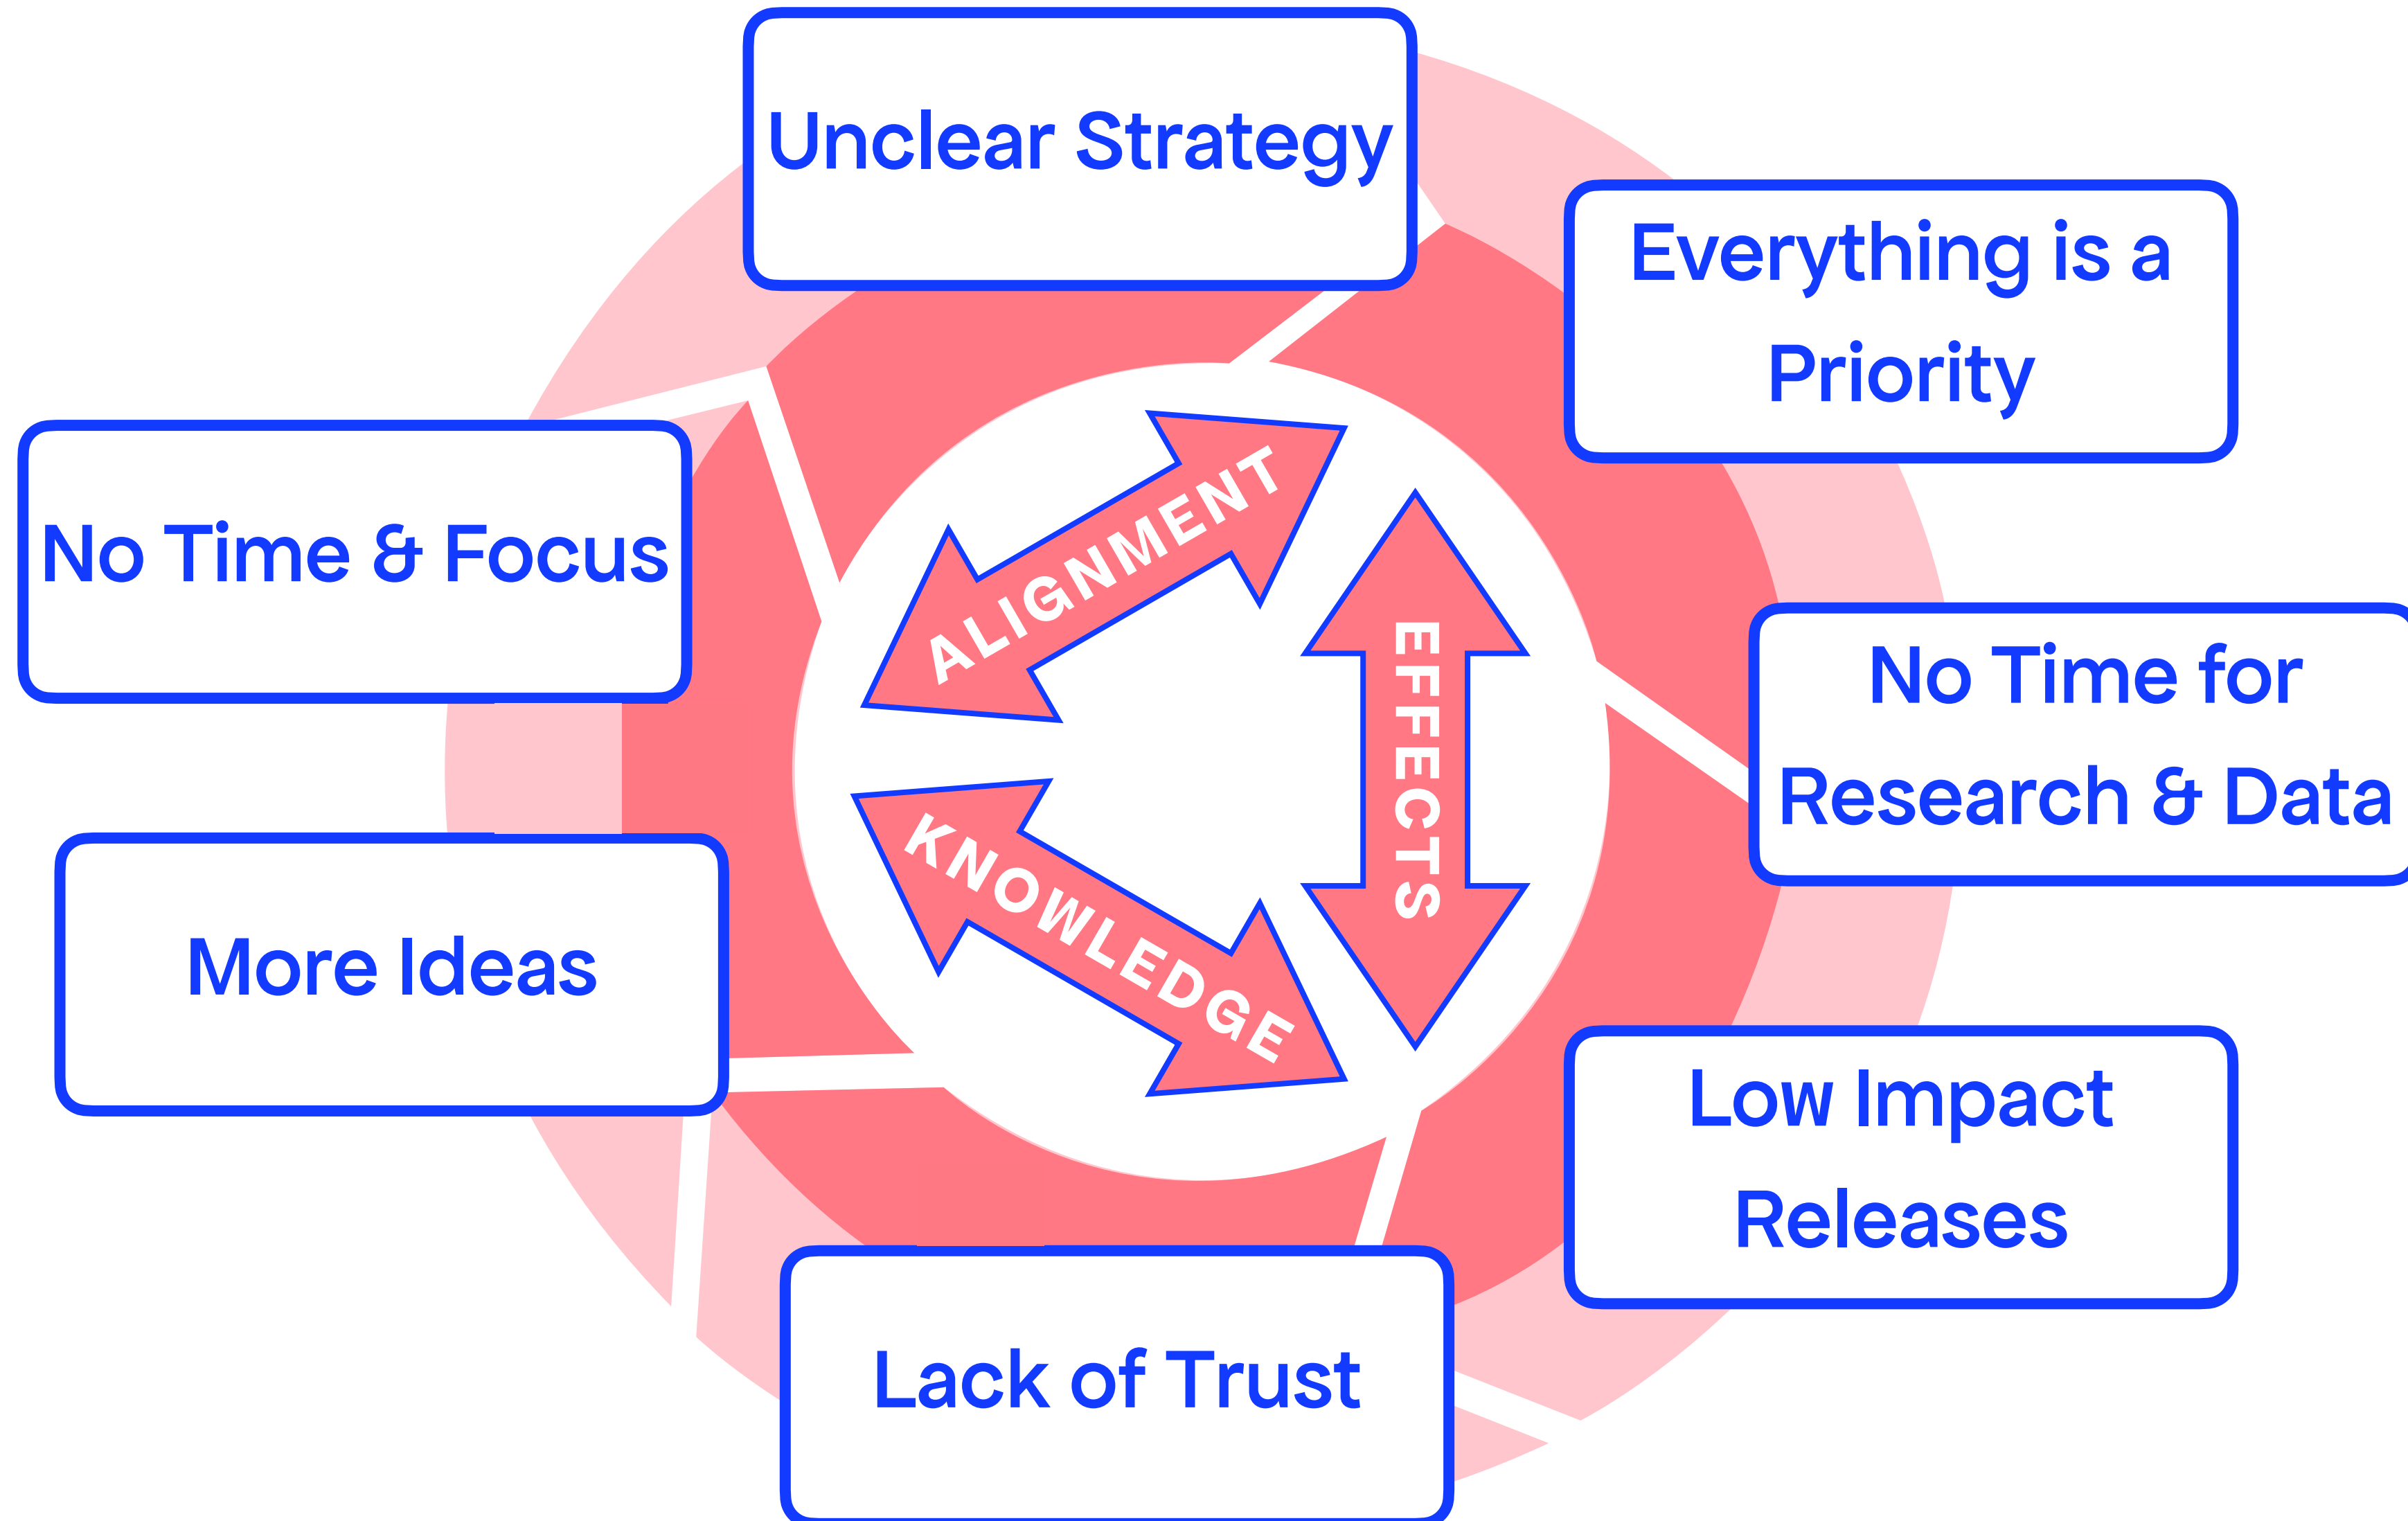 Unclear Strategy
Everything is a
Priority
No Time & Focus
ALIGNMENT
EFFECTS
No Time for
Research & Data
KNOWLEDGE
More Ideas
Low Impact
Releases
Lack of Trust